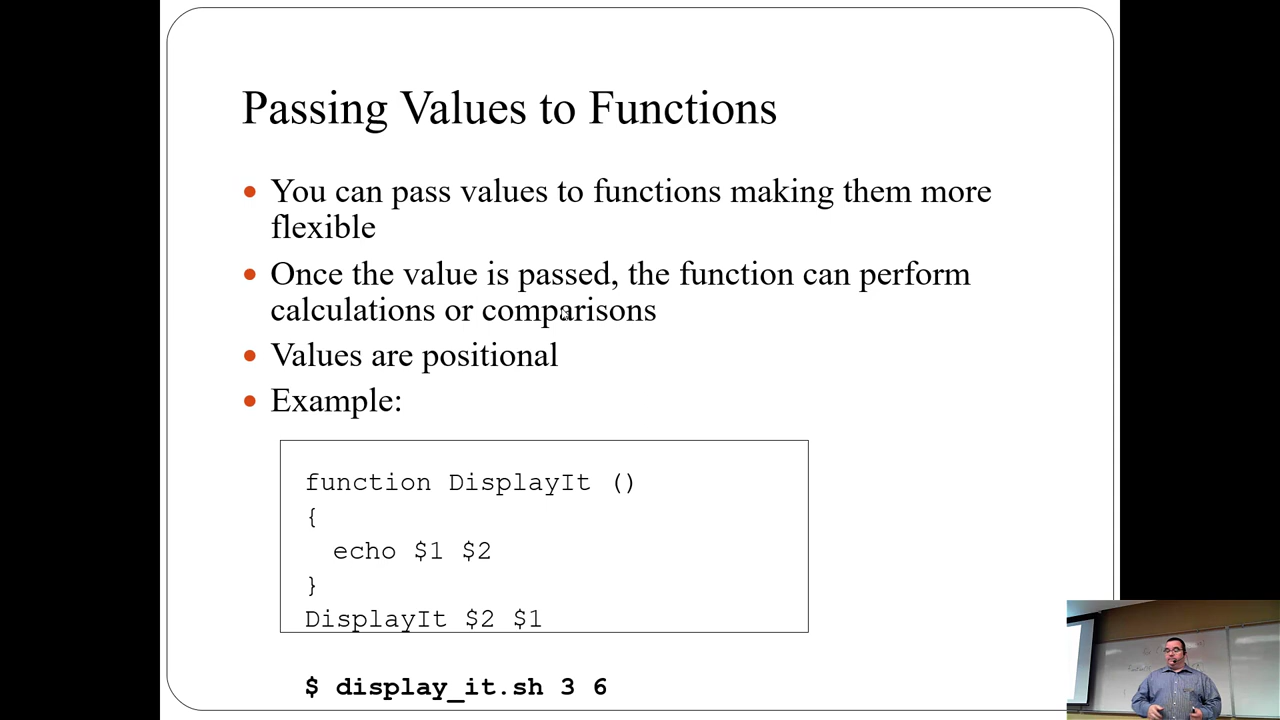 Passing Values to Functions
You can pass values to functions making them more
flexible
Once the value is passed, the function can perform
calculations or comparisons
Values are positional
Example:
function DisplayIt ()
{
echo $1 $2
}
DisplayIt $2 $1
$ display_it.sh 3 6